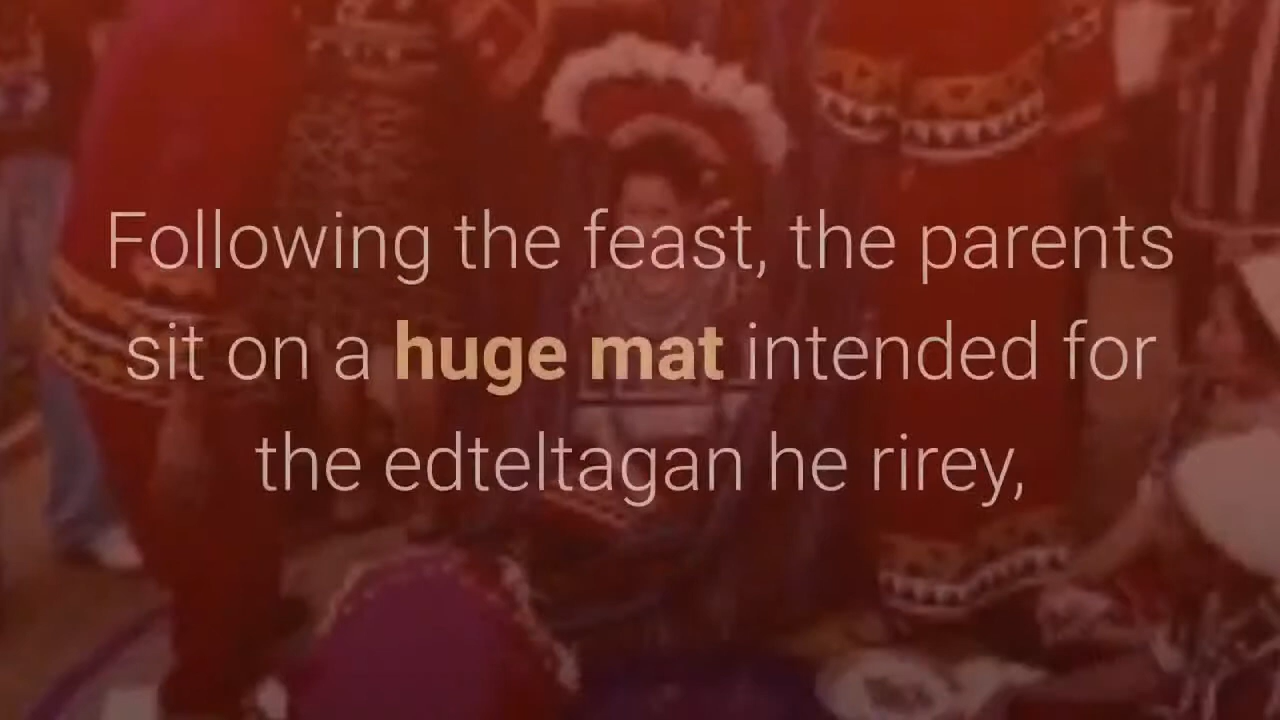 Following the feast, the parents
sit on a huge mat intended for
the edteltagan he rirey,